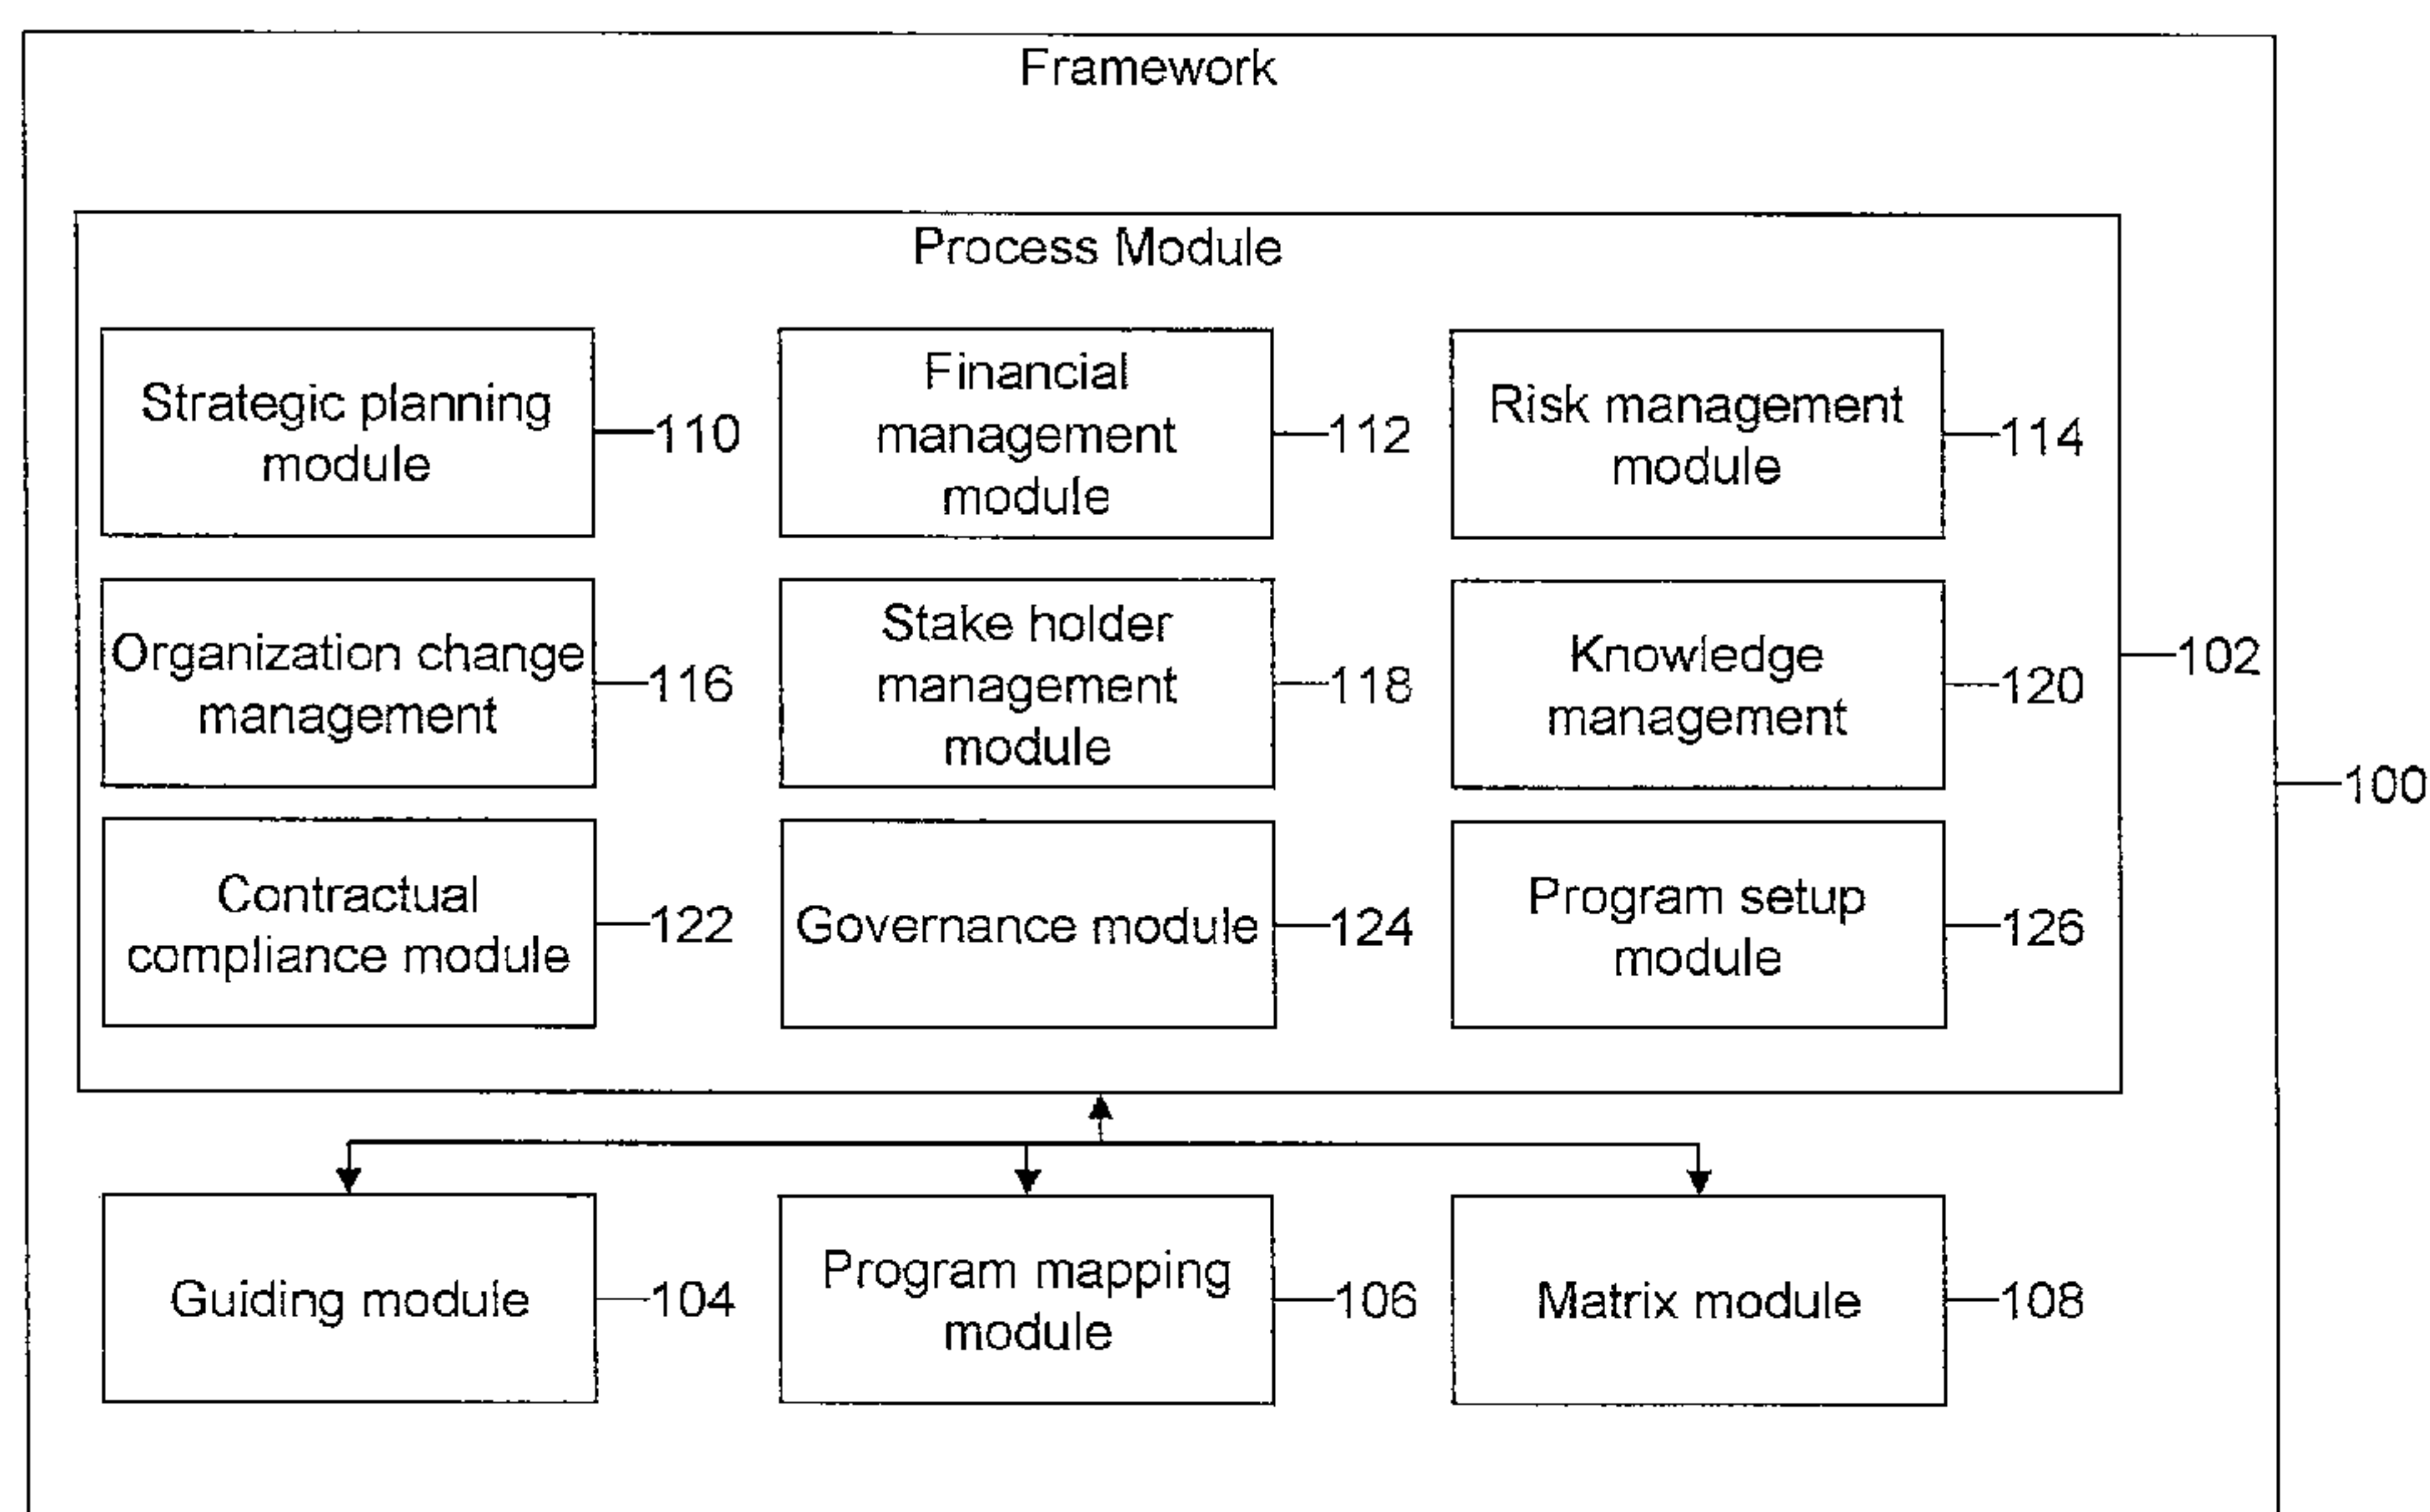 Framework
Process Module
Strategic planning
module
110
Financial
management
module
112
Risk management
module
114
Organization change
management
116
Stake holder
management
module
118
Knowledge
management
120
102
100
Contractual
compliance module
122
Governance module
124
Program setup
module
126
Guiding module
104
Program mapping
module
106
Matrix module
108